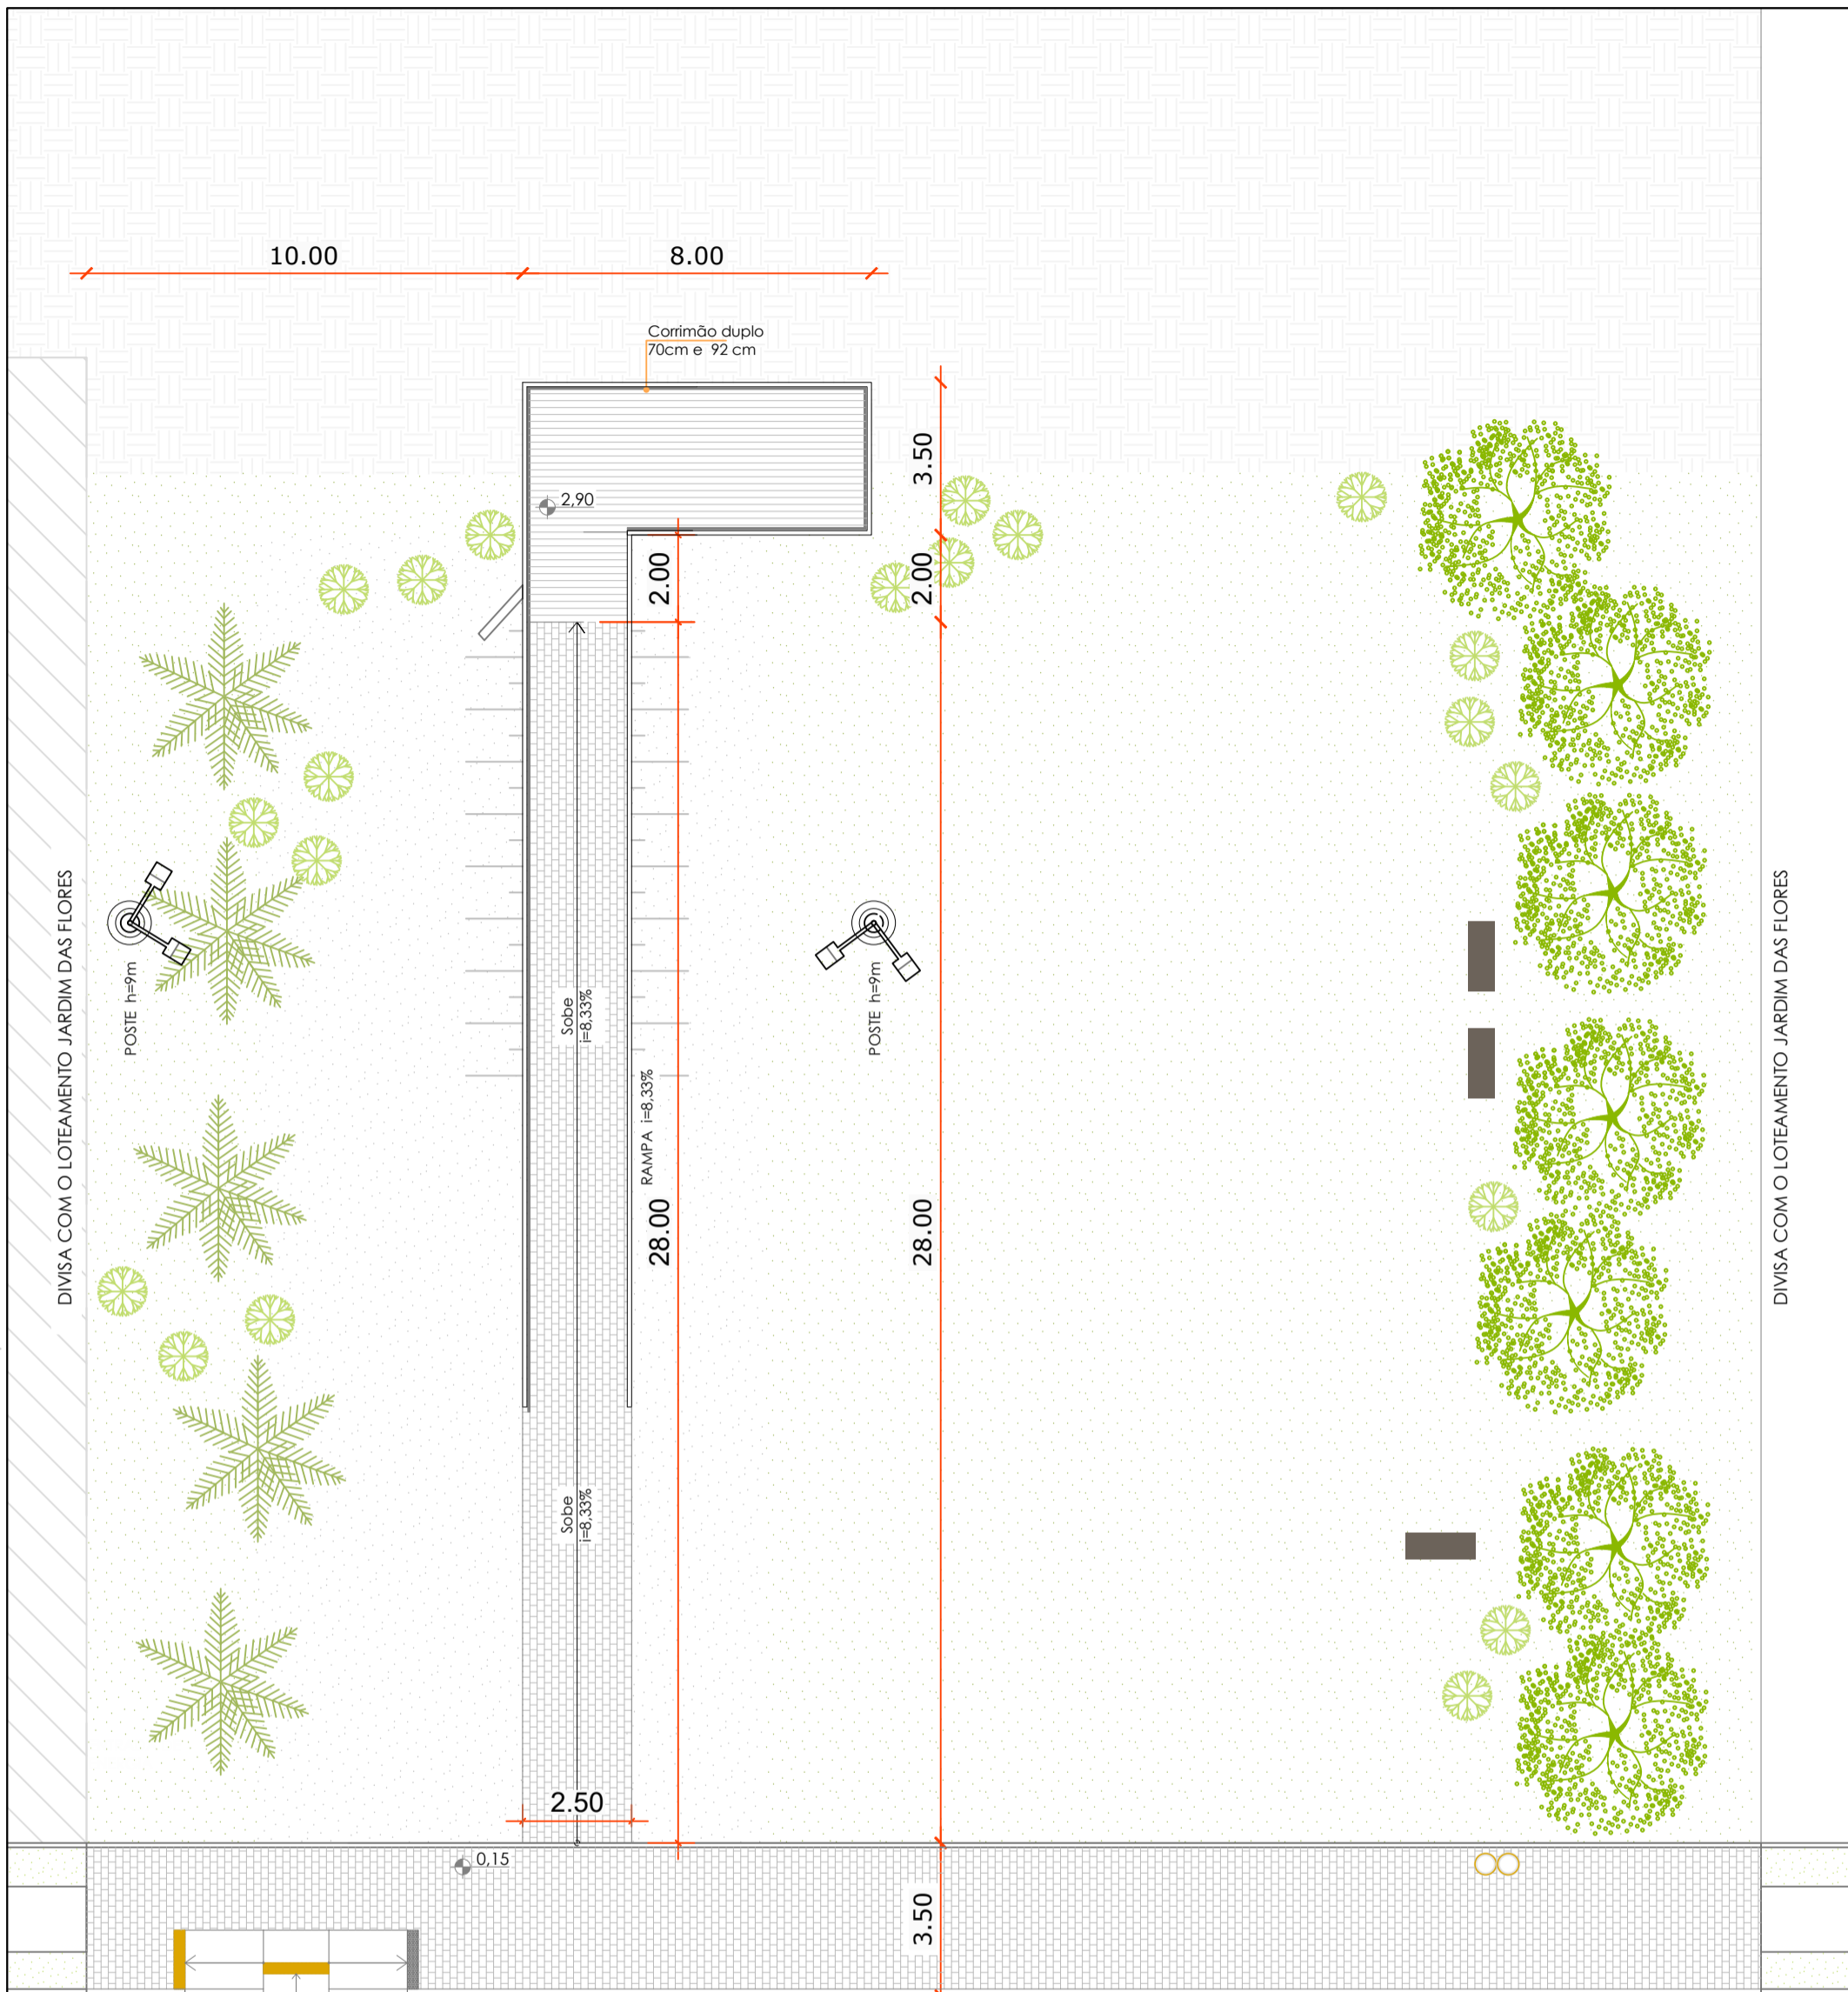 10.00
8.00
Corrimão duplo
70cm e 92 cm
3.50
2,90
2.00
2.00
DIVISA COM O LOTEAMENTO JARDIM DAS FLORES
POSTE h=9m
Sobe
i=8,33%
RAMPA i=8,33%
28.00
POSTE h=9m
28.00
DIVISA COM O LOTEAMENTO JARDIM DAS FLORES
Sobe
i=8,33%
2.50
0,15
3.50